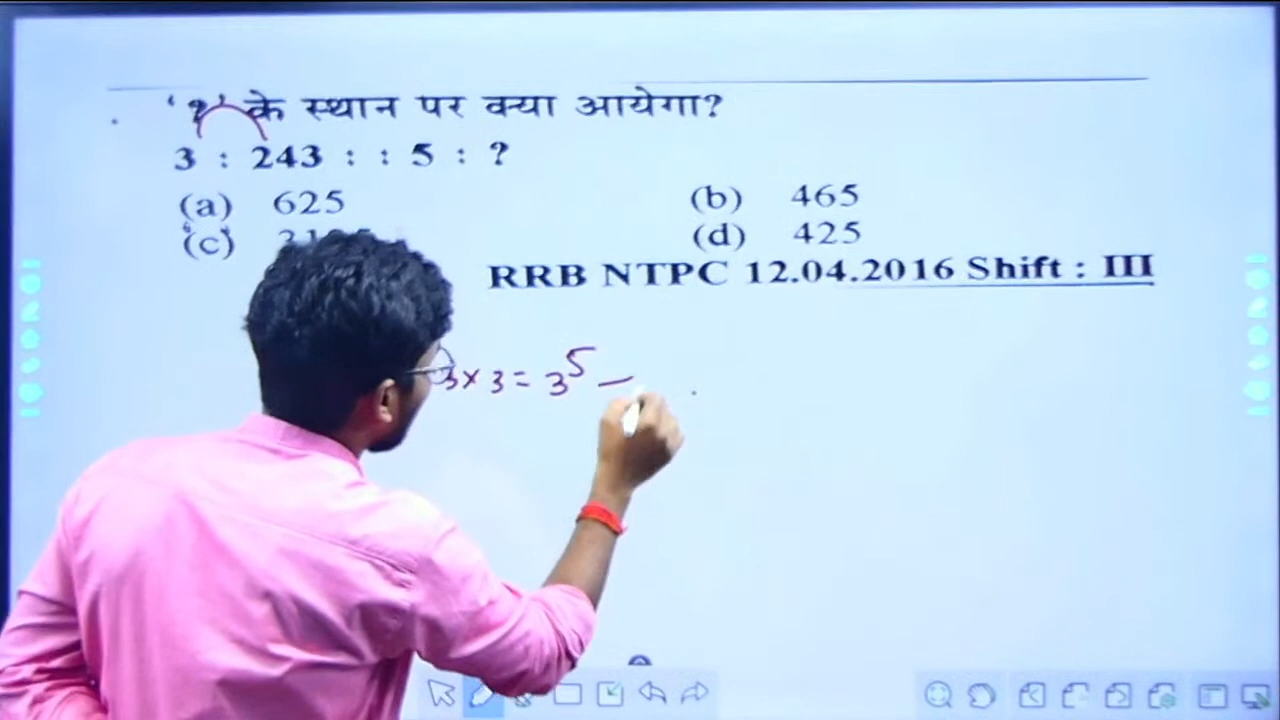 '?' के स्थान पर क्या आयेगा?
3 : 243 : : 5 : ?
(a) 625 (b) 465
(c) (d) 425
RRB NTPC 12.04.2016 Shift : III
3 × 3 = 3⁵ –